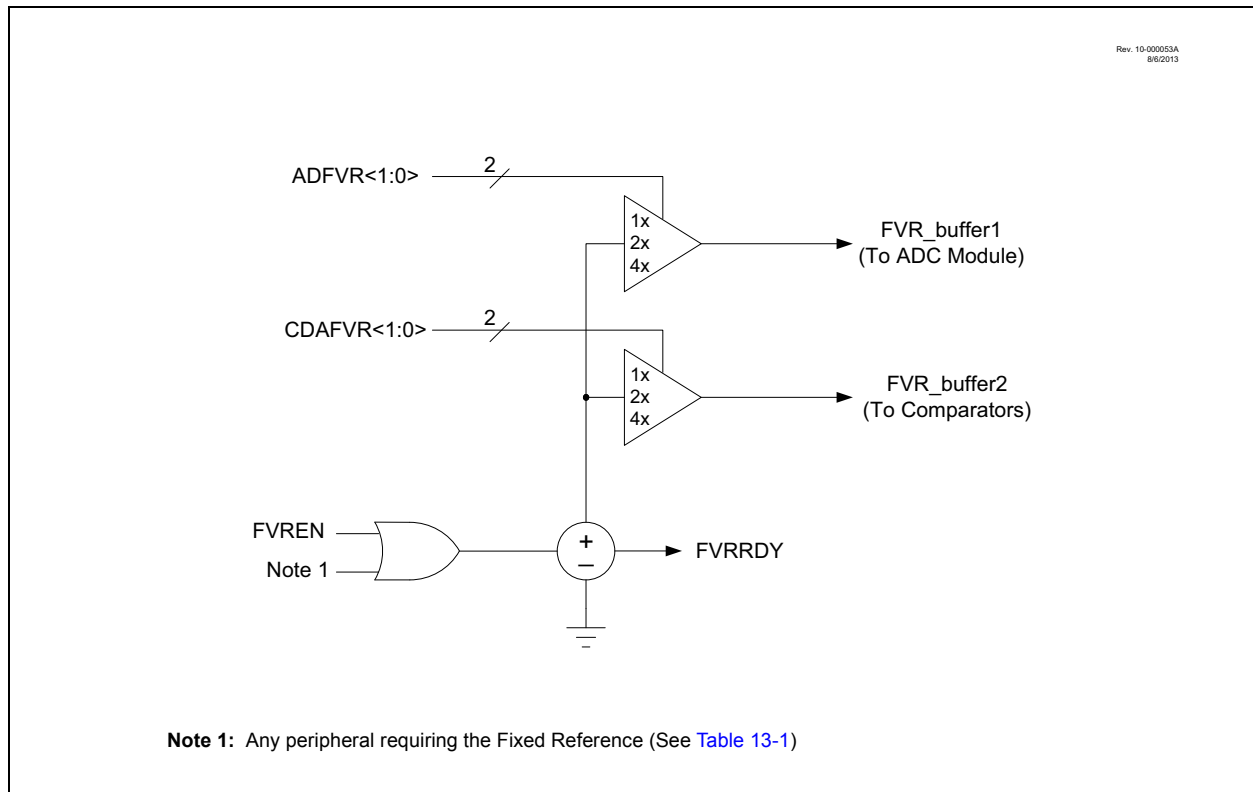 Rev. 10-000053A
8/6/2013
ADFVR<1:0>
2
1x
2x
4x
FVR_buffer1
(To ADC Module)
CDAFVR<1:0>
2
1x
2x
4x
FVR_buffer2
(To Comparators)
FVREN
Note 1
+
−
FVRRDY
Note 1: Any peripheral requiring the Fixed Reference (See Table 13-1)